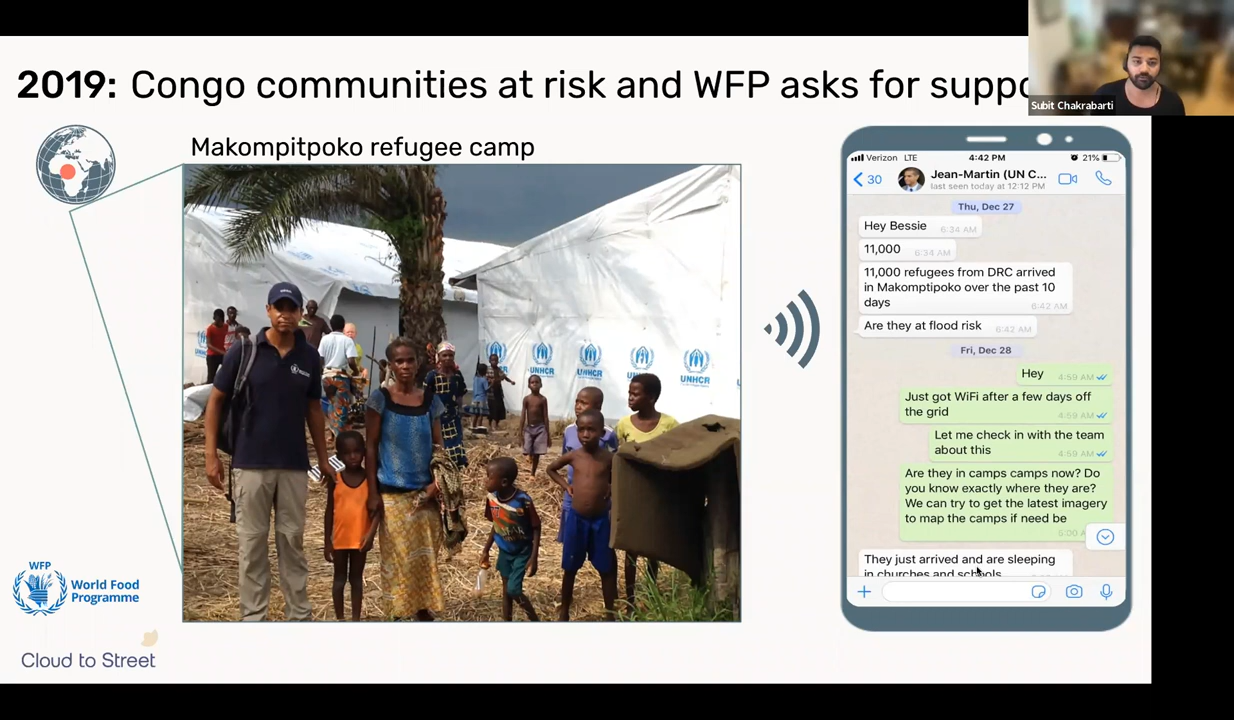 2019: Congo communities at risk and WFP asks for suppo
Subit Chakrabarti
Makompitpoko refugee camp
UNHCR
UNHCR
UNHCR
UNHCR
WFP
World Food
Programme
Cloud to Street
Verizon LTE
4:42 PM
21%
30
Jean-Martin (UN C...
last seen today at 12:12 PM
Thu, Dec 27
Hey Bessie
6:34 AM
11,000
6:34 AM
11,000 refugees from DRC arrived
in Makomptipoko over the past 10
days
6:42 AM
Are they at flood risk
6:42 AM
Fri, Dec 28
Hey
4:59 AM
Just got WiFi after a few days off
the grid
4:59 AM
Let me check in with the team
about this
4:59 AM
Are they in camps camps now? Do
you know exactly where they are?
We can try to get the latest imagery
to map the camps if need be
5:00 A
They just arrived and are sleeping
in churches and schools